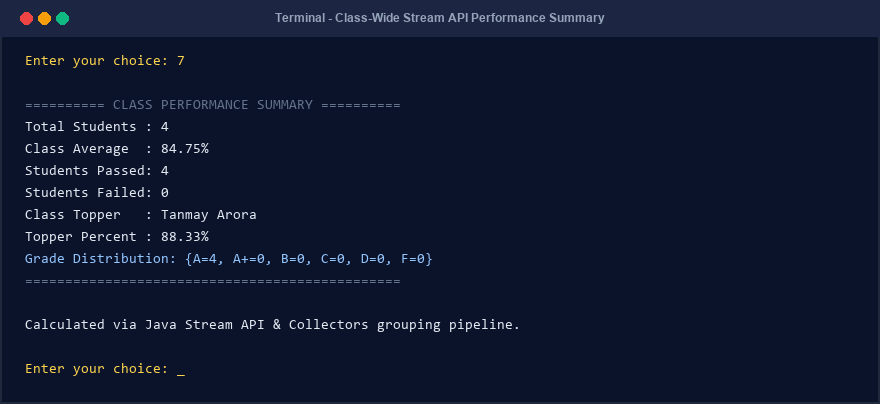 Terminal - Class-Wide Stream API Performance Summary
Enter your choice: 7
========== CLASS PERFORMANCE SUMMARY ==========
Total Students : 4
Class Average  : 84.75%
Students Passed: 4
Students Failed: 0
Class Topper   : Tanmay Arora
Topper Percent : 88.33%
Grade Distribution: {A=4, A+=0, B=0, C=0, D=0, F=0}
===============================================
Calculated via Java Stream API & Collectors grouping pipeline.
Enter your choice: _